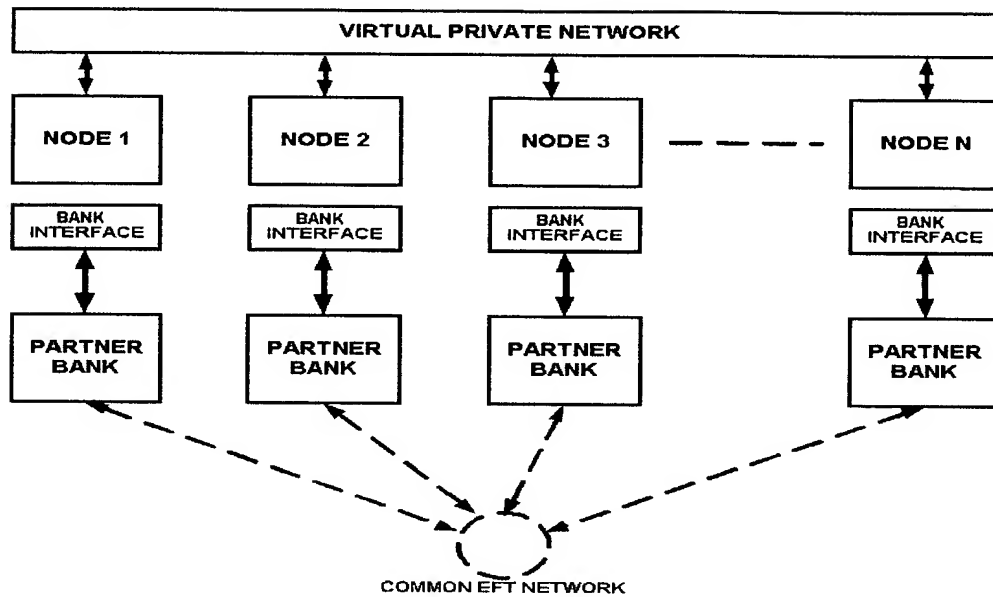 VIRTUAL PRIVATE NETWORK
NODE 1
NODE 2
NODE 3
NODE N
BANK
INTERFACE
BANK
INTERFACE
BANK
INTERFACE
BANK
INTERFACE
PARTNER
BANK
PARTNER
BANK
PARTNER
BANK
PARTNER
BANK
COMMON EFT NETWORK